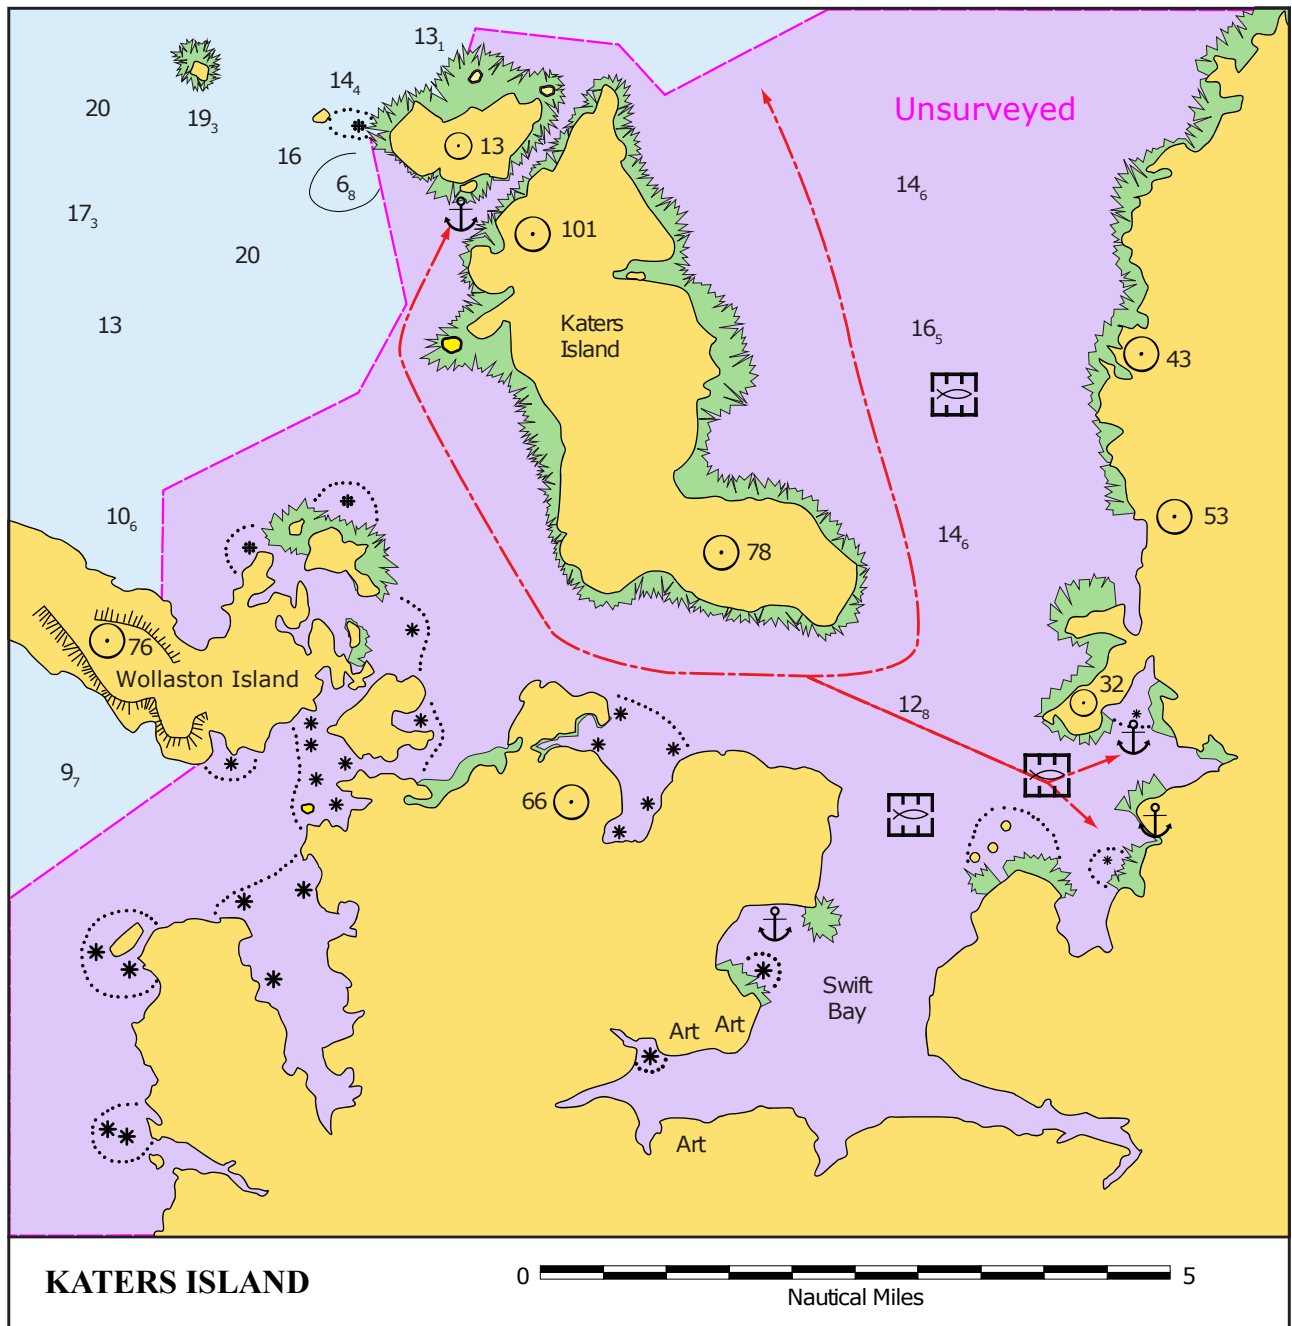 13₁
14₄
20
19₃
Unsurveyed
13
16
6₈
14₆
17₃
101
20
13
Katers
Island
16₅
43
10₆
53
14₆
78
76
Wollaston Island
32
12₈
9₇
66
Swift
Bay
Art
Art
Art
KATERS ISLAND
0
5
Nautical Miles